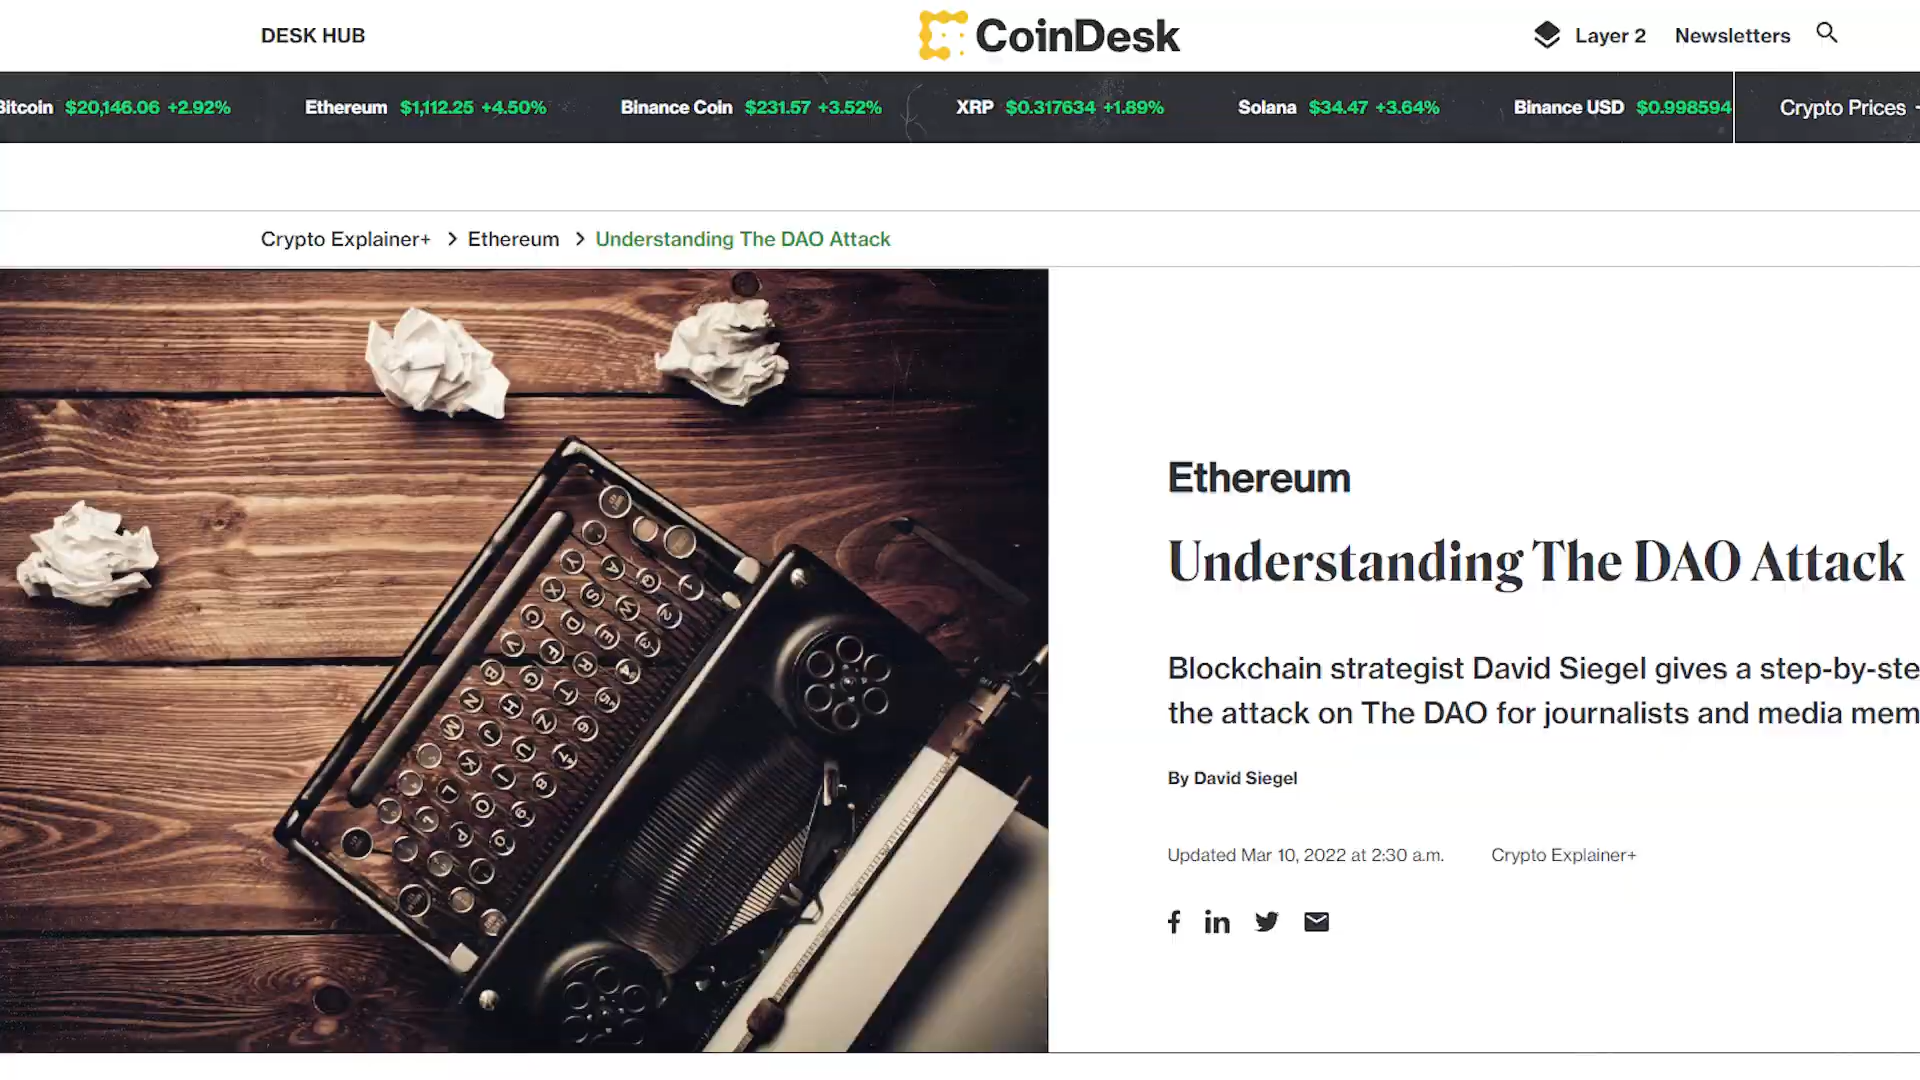 DESK HUB
CoinDesk
Layer 2
Newsletters
Bitcoin $20,146.06 +2.92% Ethereum $1,112.25 +4.50% Binance Coin $231.57 +3.52% XRP $0.317634 +1.89% Solana $34.47 +3.64% Binance USD $0.998594
Crypto Prices
Crypto Explainer+ > Ethereum > Understanding The DAO Attack
Ethereum
Understanding The DAO Attack
Blockchain strategist David Siegel gives a step-by-ste
the attack on The DAO for journalists and media mem
By David Siegel
Updated Mar 10, 2022 at 2:30 a.m.
Crypto Explainer+